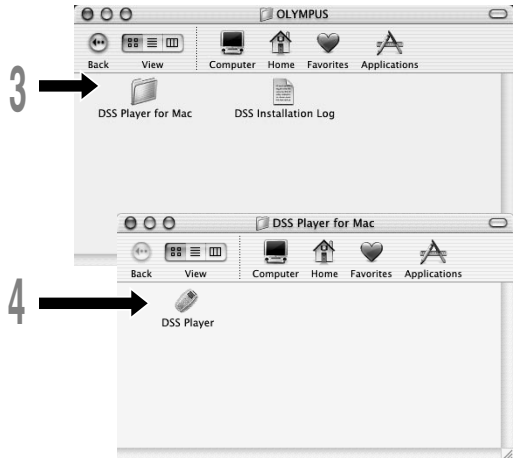 OLYMPUS
Back View Computer Home Favorites Applications
3
DSS Player for Mac DSS Installation Log
DSS Player for Mac
Back View Computer Home Favorites Applications
4
DSS Player